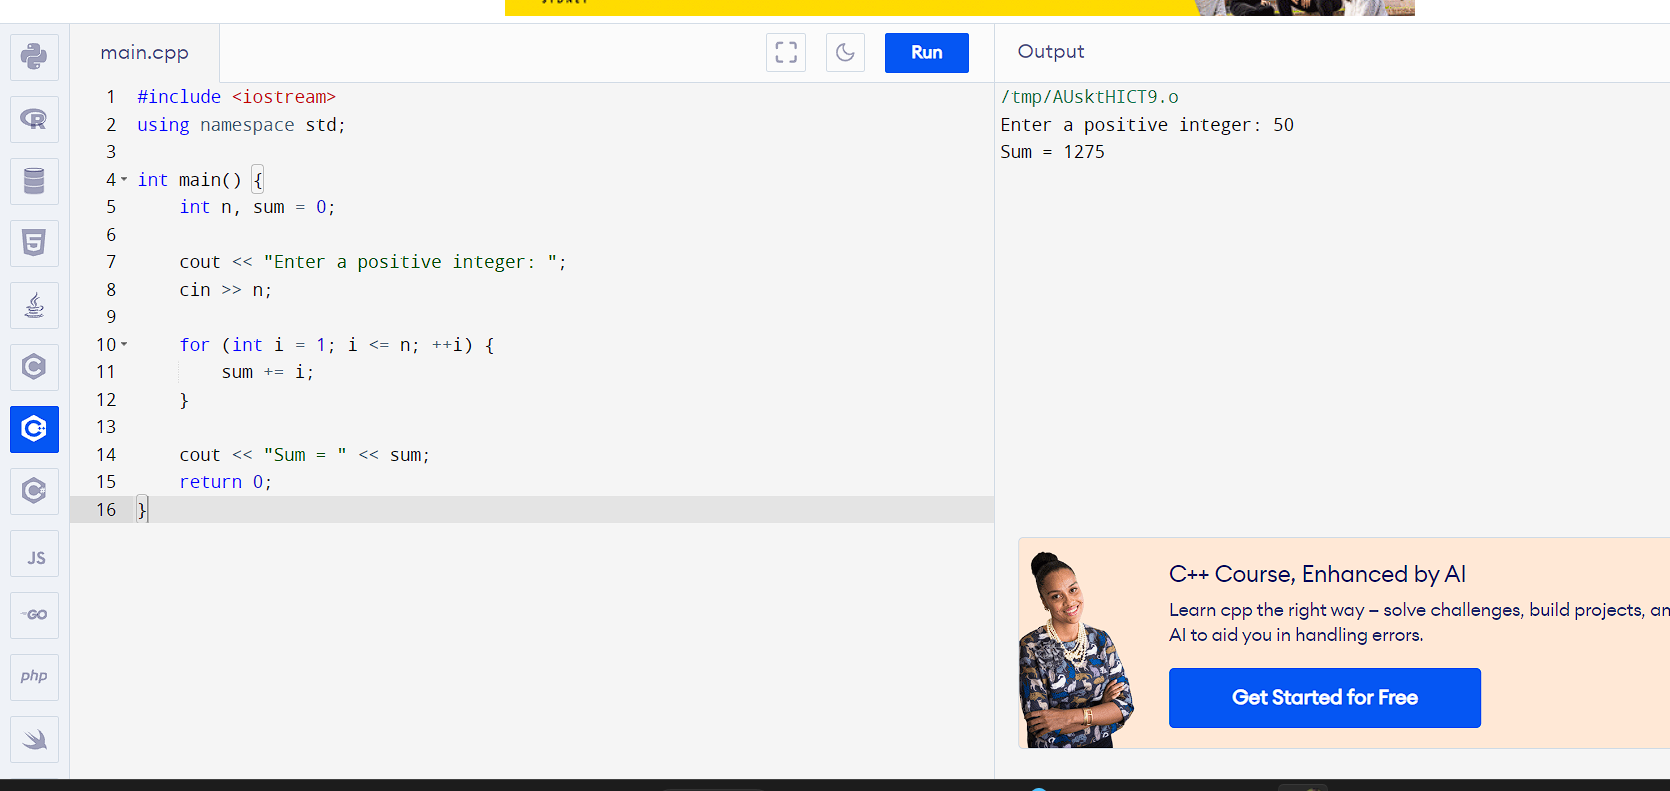 main.cpp
Run
Output
1 #include <iostream>
2 using namespace std;
3
4 int main() {
5 int n, sum = 0;
6
7 cout << "Enter a positive integer: ";
8 cin >> n;
9
10 for (int i = 1; i <= n; ++i) {
11 sum += i;
12 }
13
14 cout << "Sum = " << sum;
15 return 0;
16 }
/tmp/AUsktHICT9.o
Enter a positive integer: 50
Sum = 1275
JS
GO
php
C++ Course, Enhanced by AI
Learn cpp the right way – solve challenges, build projects,
AI to aid you in handling errors.
Get Started for Free